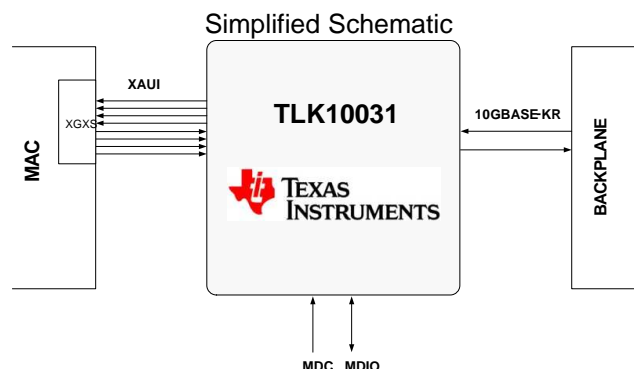 Simplified Schematic
XAUI
TLK10031
10GBASE-KR
XGXS
MAC
TEXAS
INSTRUMENTS
BACKPLANE
MDC MDIO